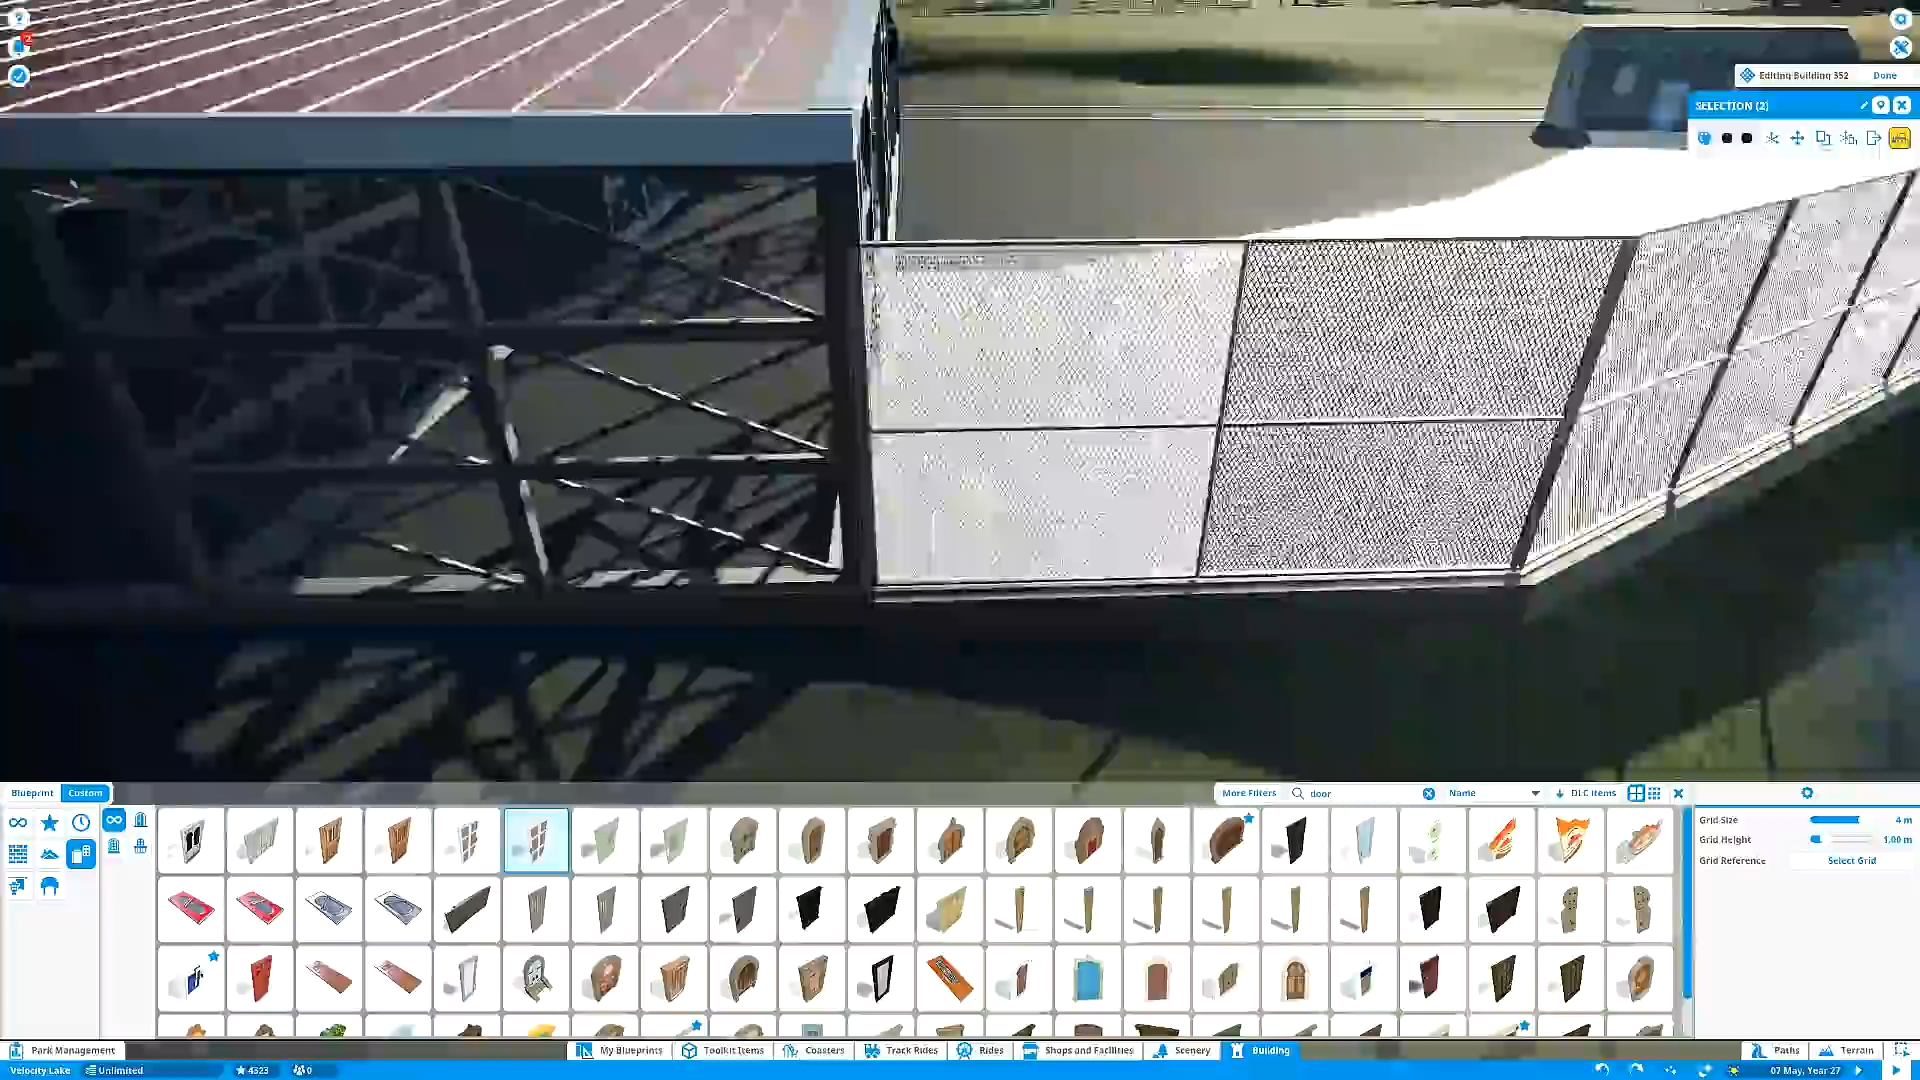 ?
2
Editing Building 352
Done
SELECTION (2)
Blueprint
Custom
More Filters
door
Name
DLC Items
Grid Size
4 m
Grid Height
1.00 m
Grid Reference
Select Grid
Park Management
My Blueprints
Toolkit Items
Coasters
Track Rides
Rides
Shops and Facilities
Scenery
Building
Paths
Terrain
Velocity Lake
Unlimited
4323
0
07 May, Year 27